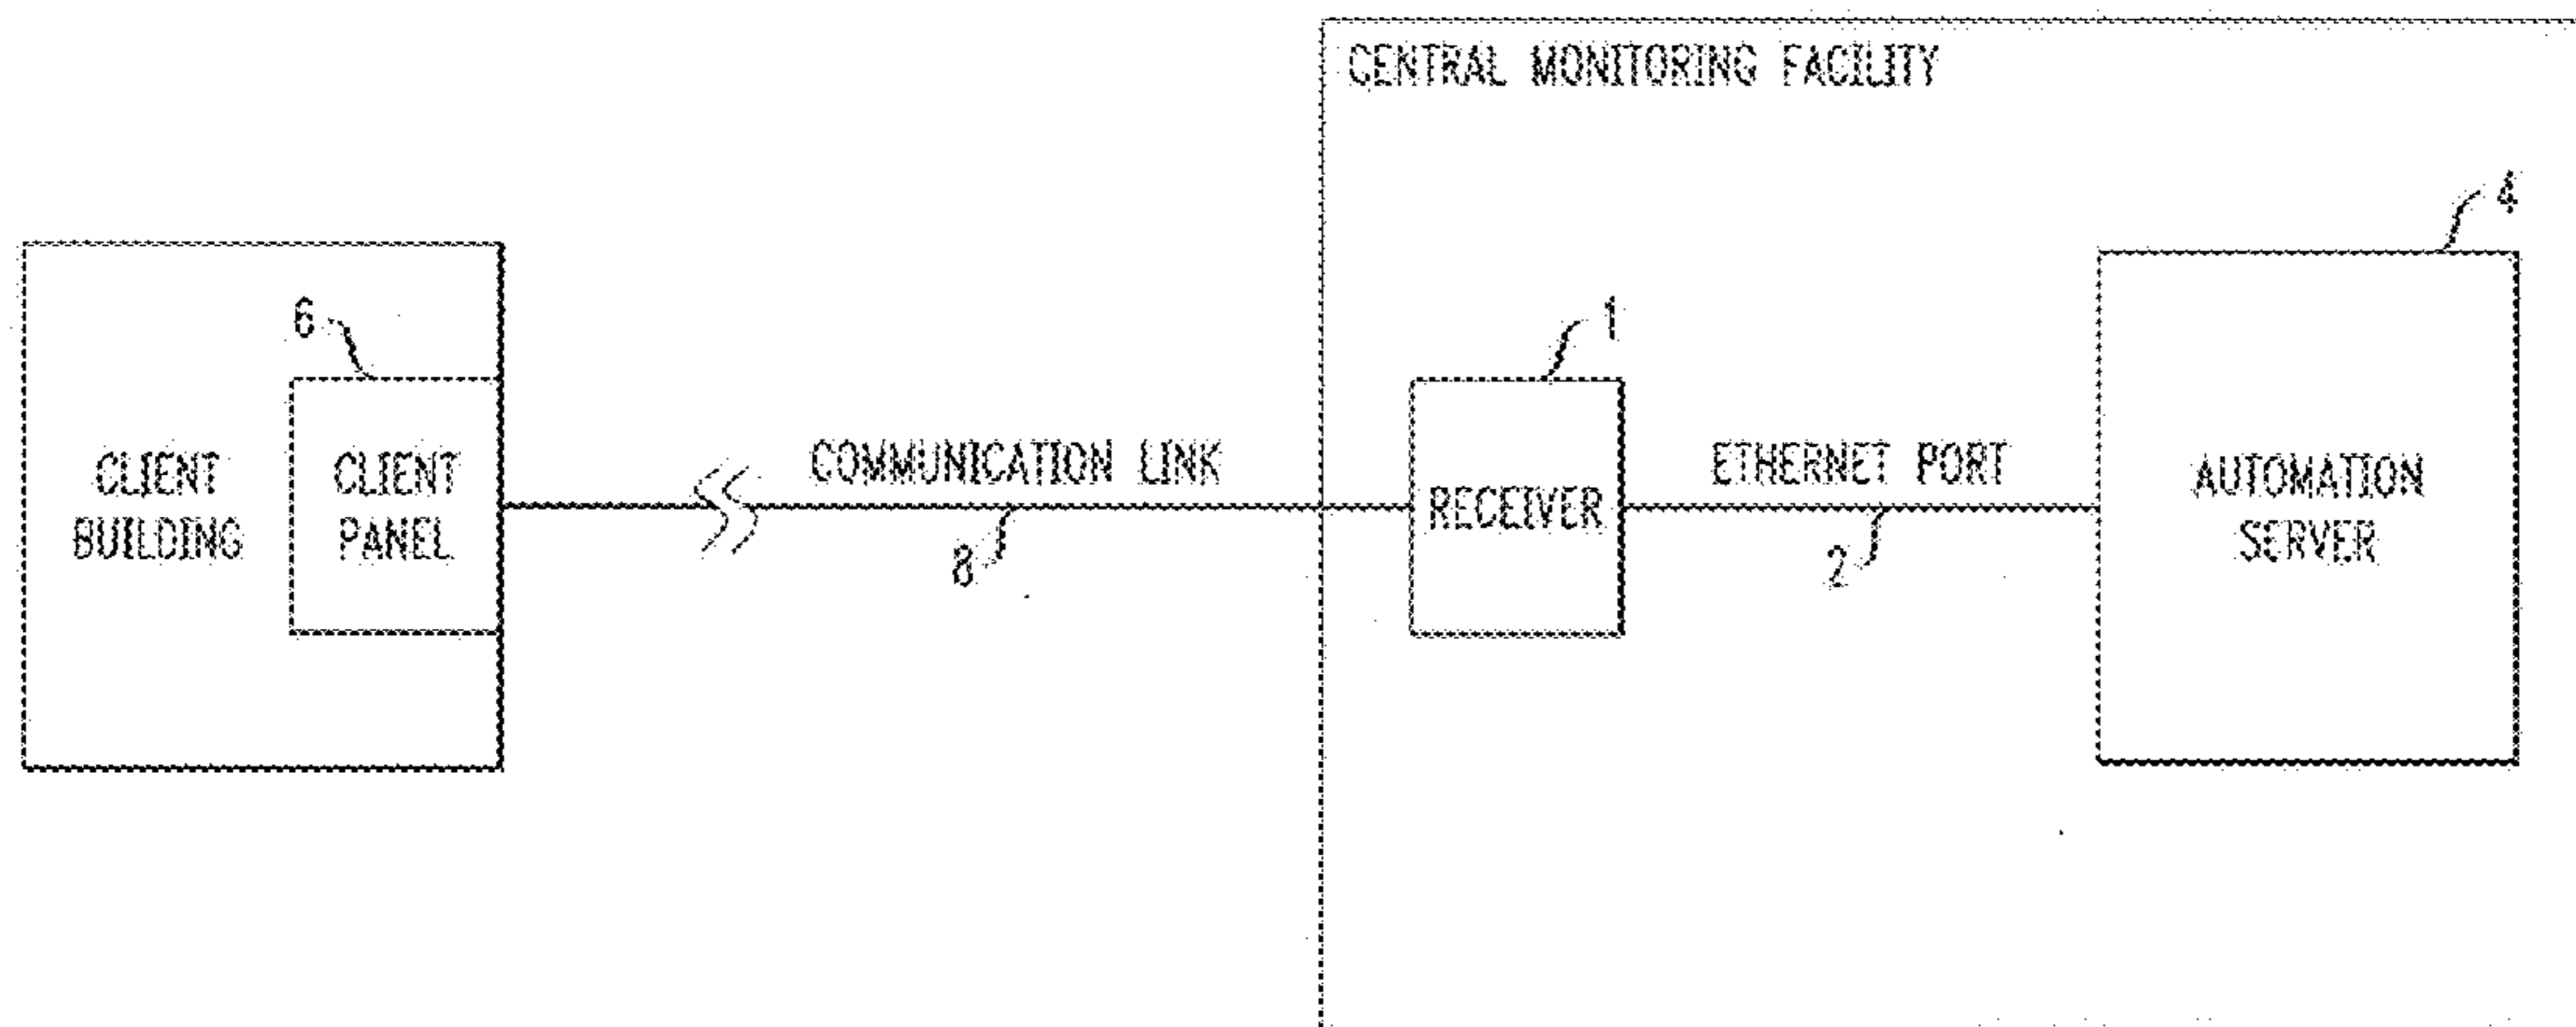 CENTRAL MONITORING FACILITY
4
6
1
CLIENT
BUILDING
CLIENT
PANEL
COMMUNICATION LINK
8
RECEIVER
ETHERNET PORT
2
AUTOMATION
SERVER